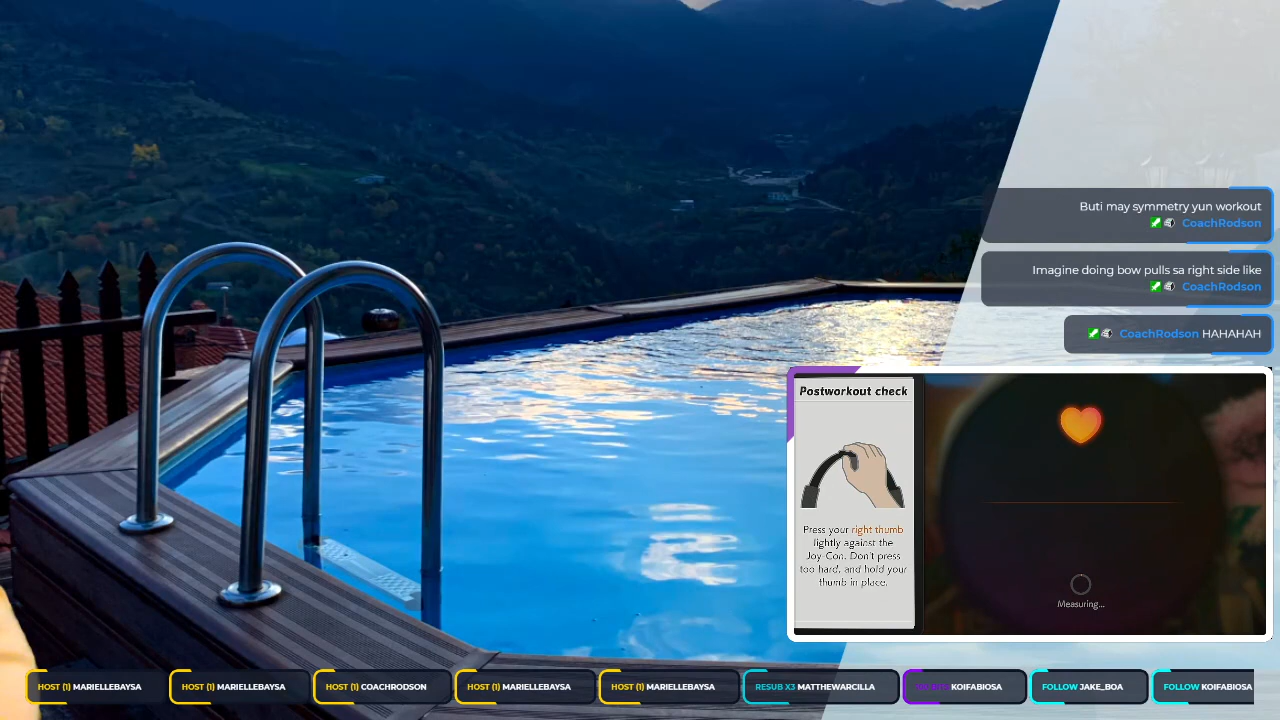 Buti may symmetry yun workout
CoachRodson
Imagine doing bow pulls sa right side like
CoachRodson
CoachRodson HAHAHAH
Postworkout check
Press your right thumb
lightly against the
Joy-Con. Don't press
too hard, and hold your
thumb in place.
Measuring...
HOST (1) MARIELLEBAYSA
HOST (1) MARIELLEBAYSA
HOST (1) COACHRODSON
HOST (1) MARIELLEBAYSA
HOST (1) MARIELLEBAYSA
RESUB X3 MATTHEWARCILLA
KOIFABIOSA
FOLLOW JAKE_BOA
FOLLOW KOIFABIOSA